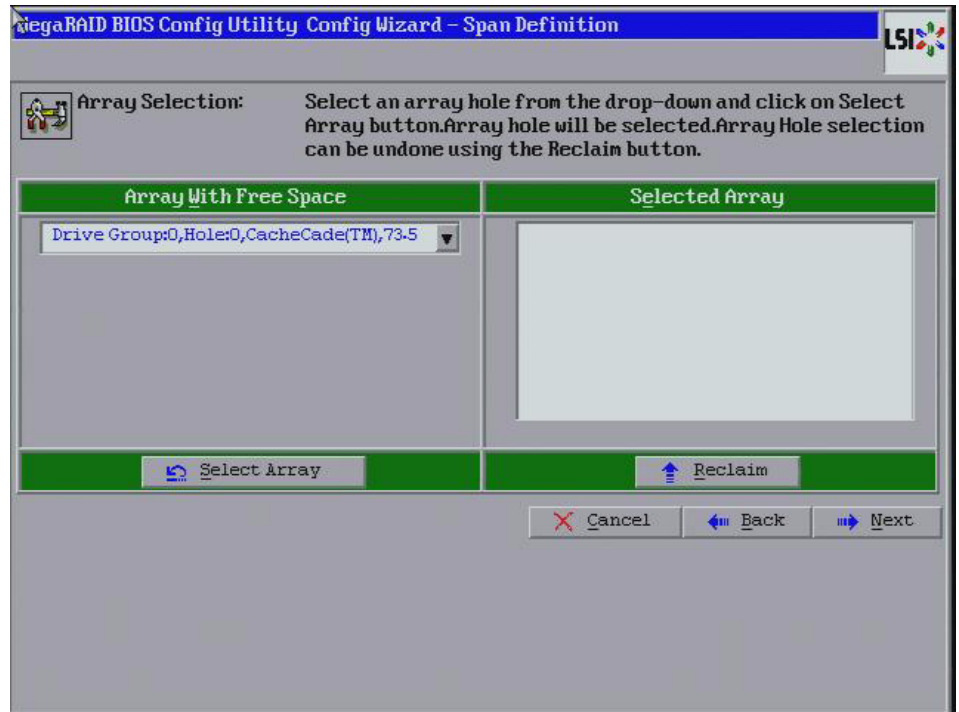 MegaRAID BIOS Config Utility Config Wizard – Span Definition
LSI
Array Selection:
Select an array hole from the drop-down and click on Select
Array button.Array hole will be selected.Array Hole selection
can be undone using the Reclaim button.
Array With Free Space
Selected Array
Drive Group:0,Hole:0,CacheCade(TM),73.5
Select Array
Reclaim
Cancel
Back
Next